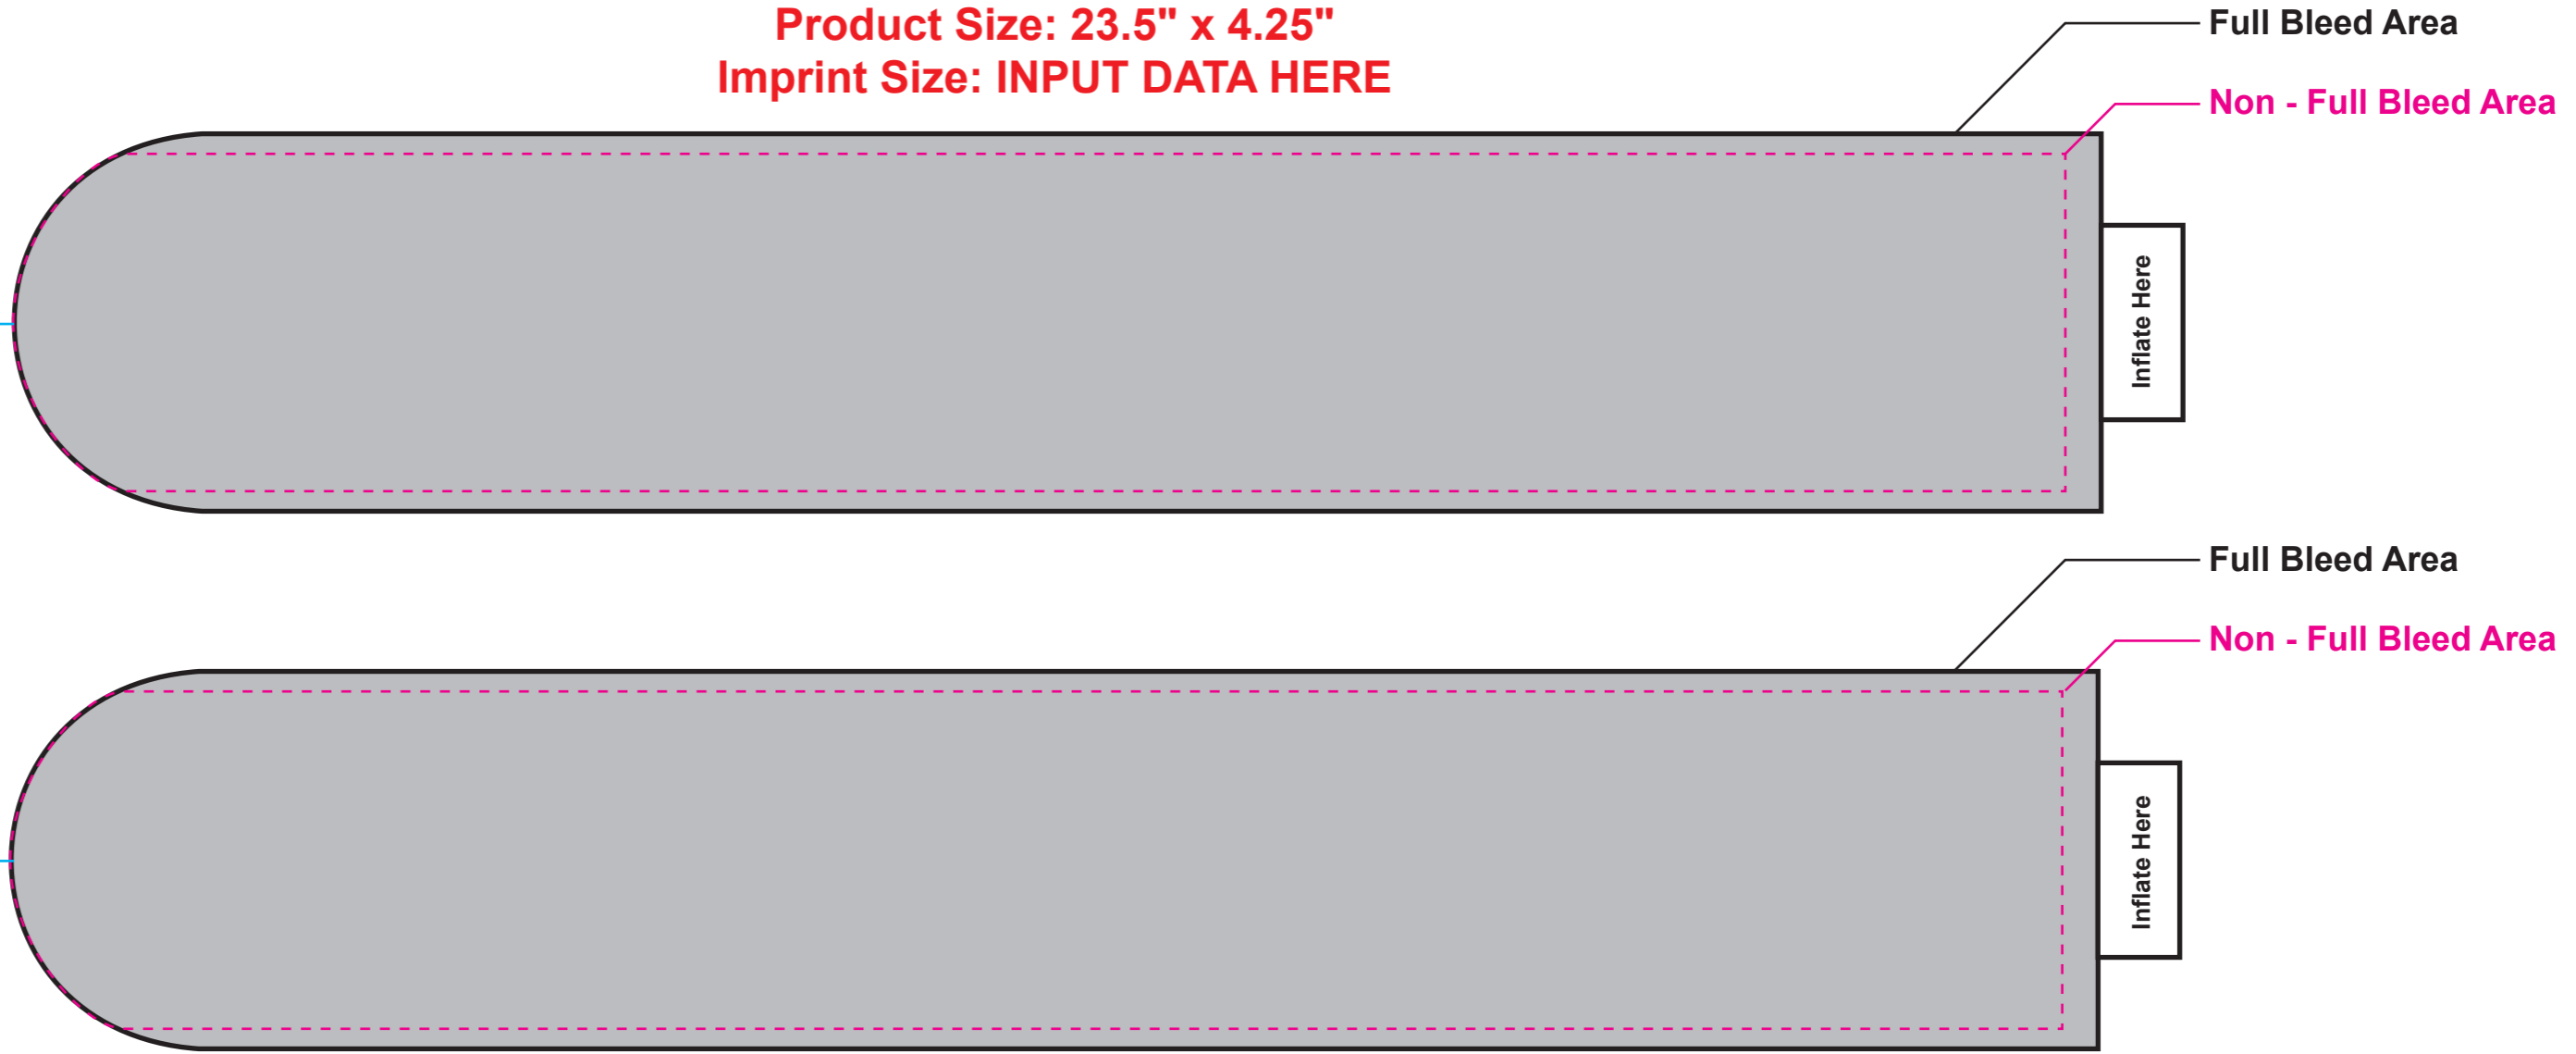 Product Size: 23.5" x 4.25"
Imprint Size: INPUT DATA HERE
Full Bleed Area
Non - Full Bleed Area
Inflate Here
Full Bleed Area
Non - Full Bleed Area
Inflate Here